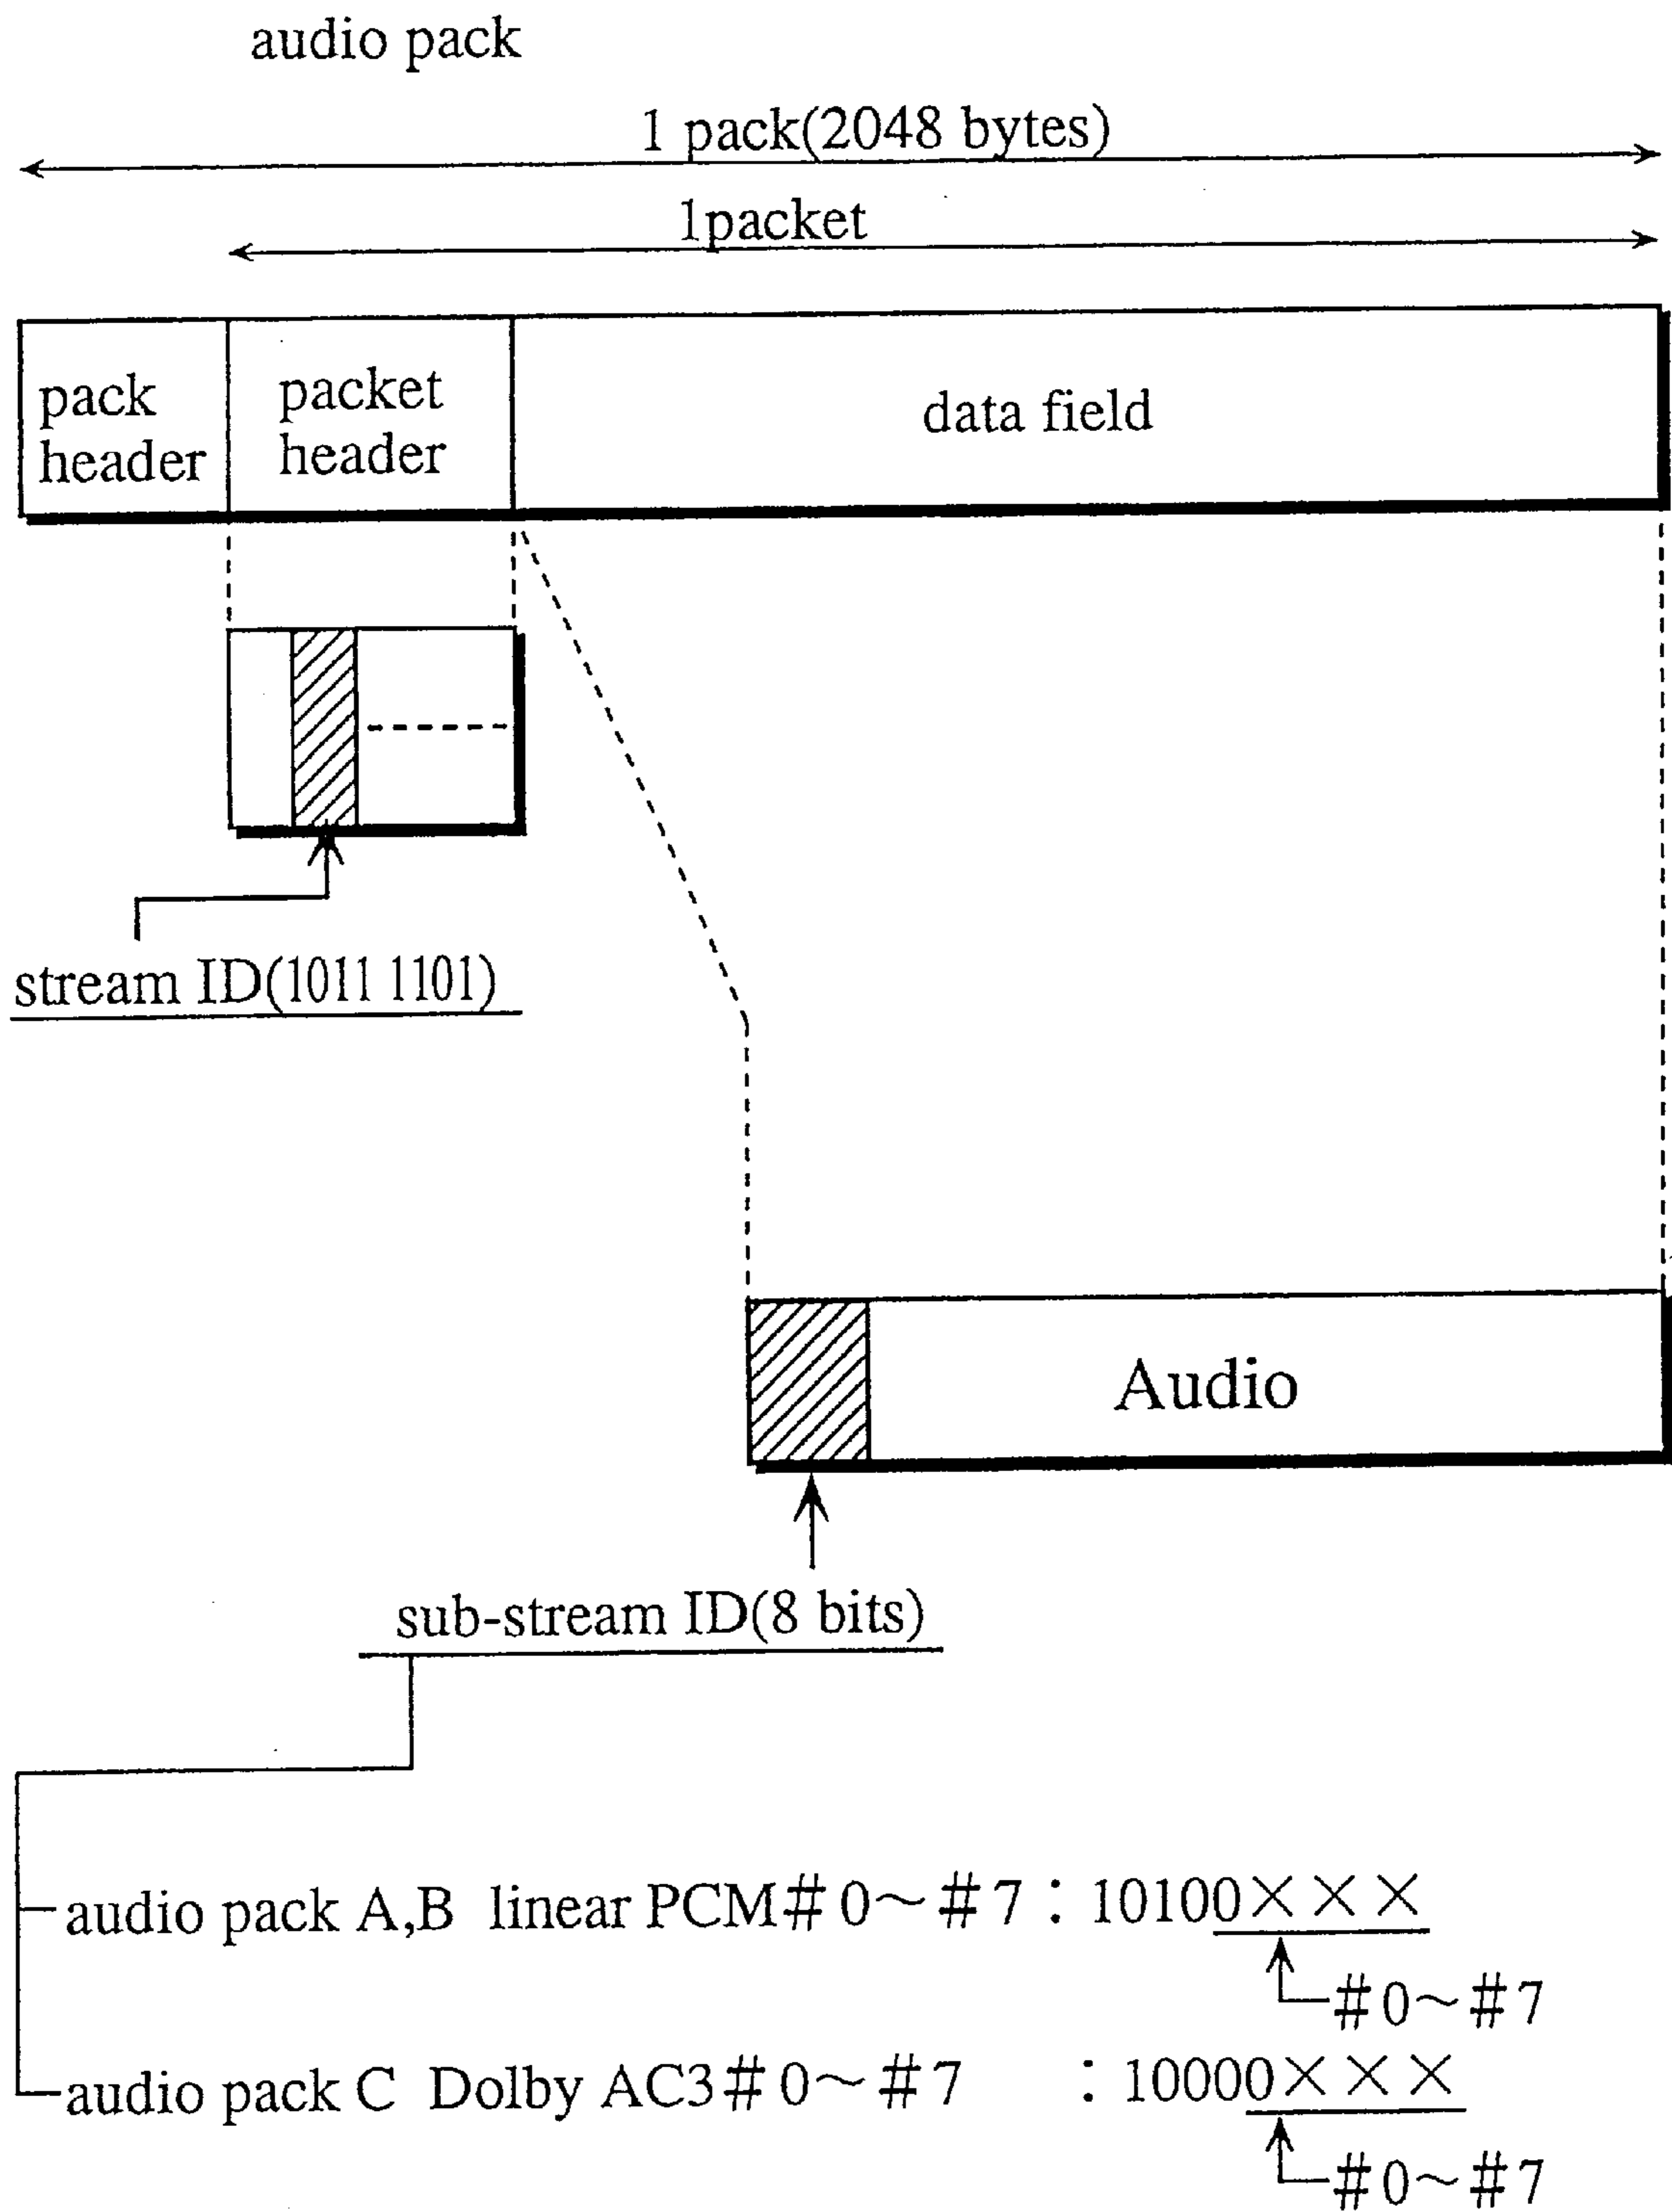 audio pack
1 pack(2048 bytes)
1packet
pack header
packet header
data field
stream ID(1011 1101)
Audio
sub-stream ID(8 bits)
audio pack A,B linear PCM#0～#7：10100×××
#0～#7
audio pack C Dolby AC3#0～#7 ：10000×××
#0～#7